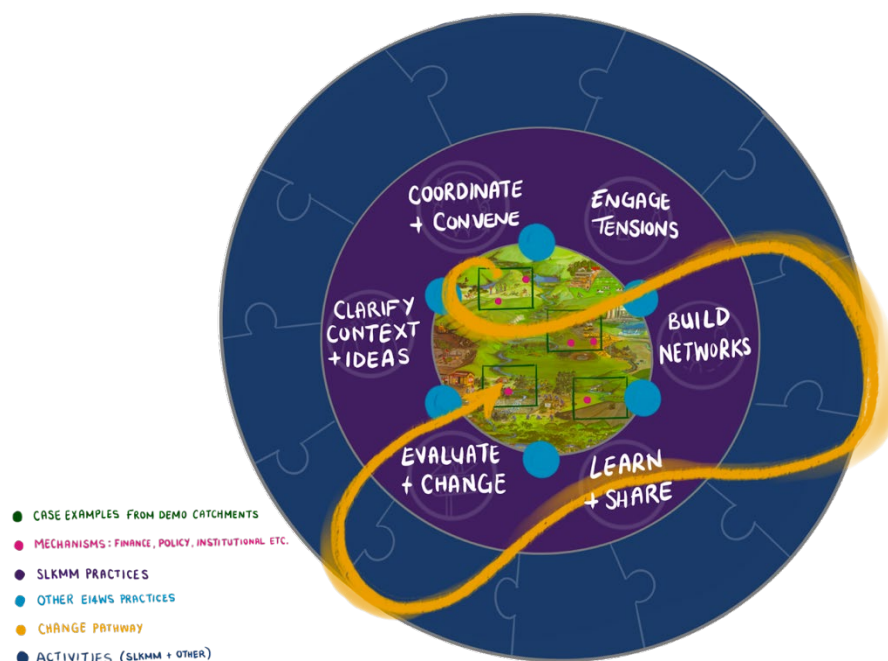 COORDINATE
+ CONVENE
ENGAGE
TENSIONS
CLARIFY
CONTEXT
+ IDEAS
BUILD
NETWORKS
EVALUATE
+ CHANGE
LEARN
+ SHARE
CASE EXAMPLES FROM DEMO CATCHMENTS
MECHANISMS: FINANCE, POLICY, INSTITUTIONAL ETC.
SLKMM PRACTICES
OTHER EI4WS PRACTICES
CHANGE PATHWAY
ACTIVITIES (SLKMM + OTHER)